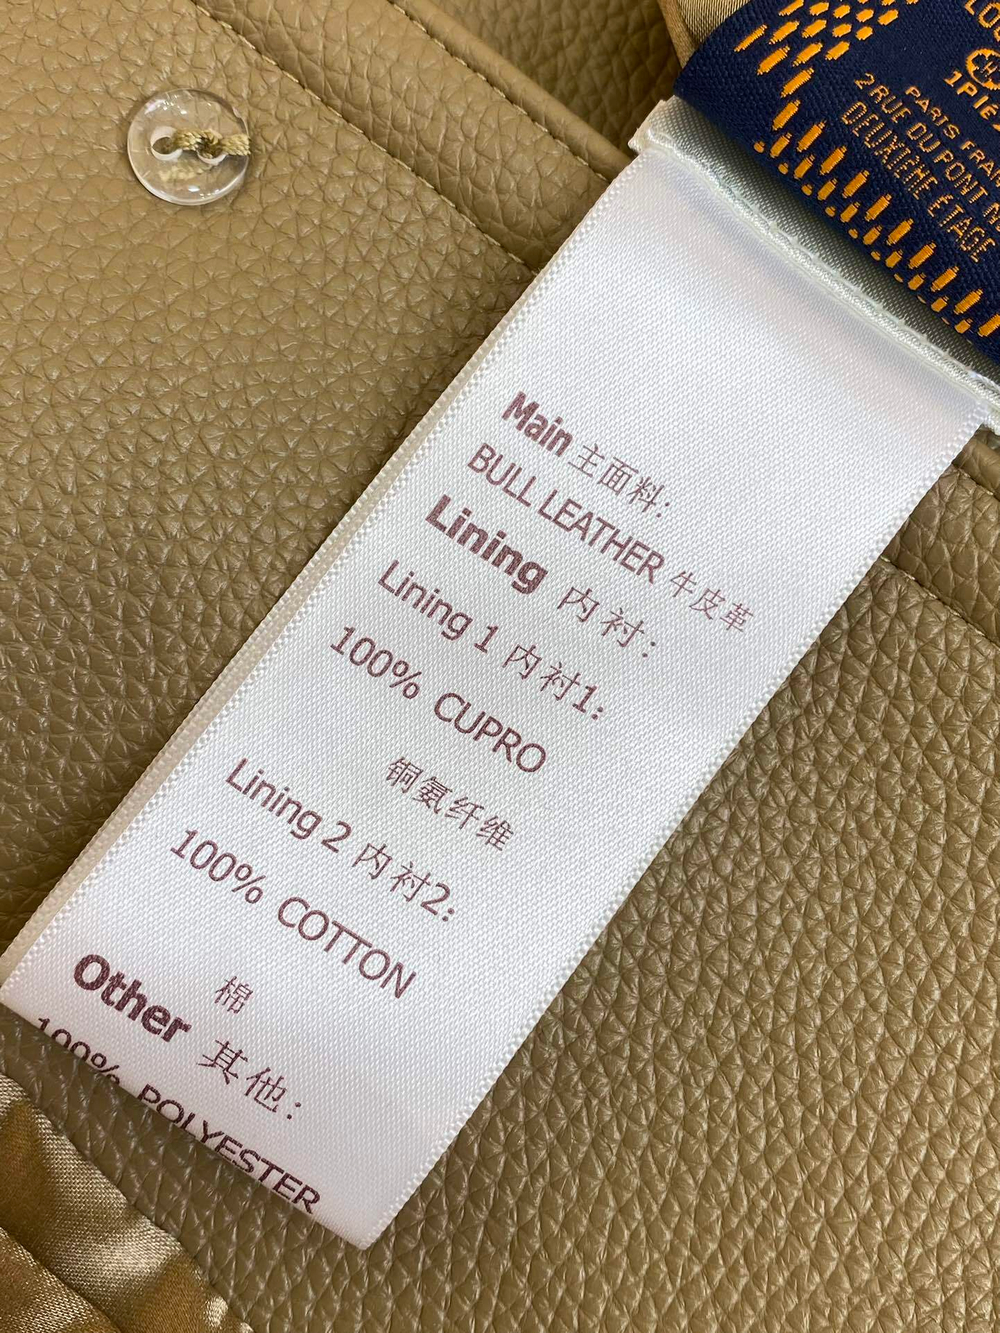 1PIE
PARIS FRAN
2 RUE DU PONT N
DEUXIEME ETAGE
Main 主面料:
BULL LEATHER 牛皮革
Lining 内衬:
Lining 1 内衬1:
100% CUPRO
铜氨纤维
Lining 2 内衬2:
100% COTTON
棉
Other 其他:
100% POLYESTER